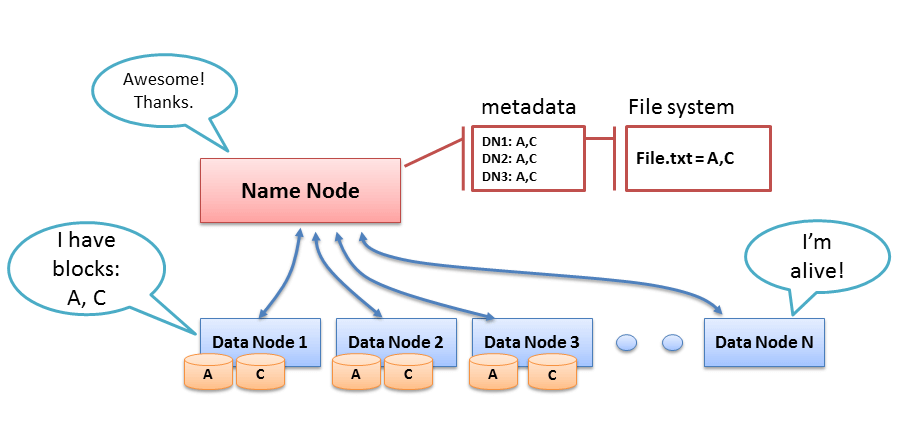 Awesome!
Thanks.
metadata
File system
DN1: A,C
DN2: A,C
DN3: A,C
File.txt = A,C
Name Node
I have
blocks:
A, C
I’m
alive!
Data Node 1
Data Node 2
Data Node 3
Data Node N
A
C
A
C
A
C